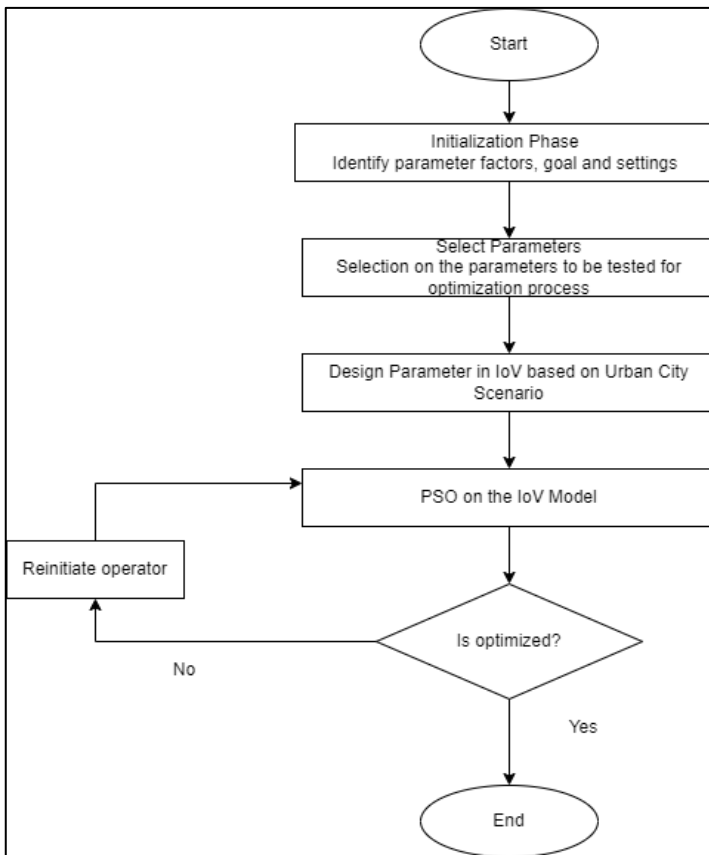 Start
Initialization Phase
Identify parameter factors, goal and settings
Select Parameters
Selection on the parameters to be tested for
optimization process
Design Parameter in IoV based on Urban City
Scenario
PSO on the IoV Model
Reinitiate operator
Is optimized?
No
Yes
End